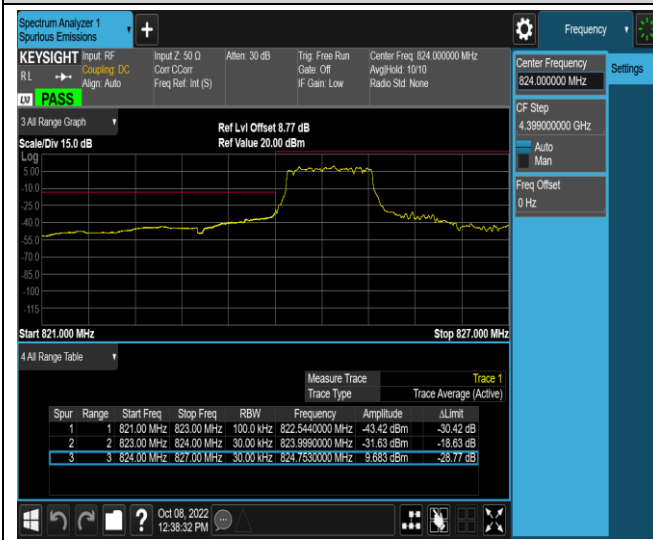 Spectrum Analyzer 1
Spurious Emissions
+
Frequency
KEYSIGHT
RL
Input: RF
Coupling: DC
Align: Auto
Input Z: 50 Ω
Corr CCorr
Freq Ref: Int (S)
Atten: 30 dB
Trig: Free Run
Gate: Off
IF Gain: Low
Center Freq: 824.000000 MHz
Avg|Hold: 10/10
Radio Std: None
LXI PASS
Center Frequency
824.000000 MHz
Settings
CF Step
4.399000000 GHz
Auto
Man
Freq Offset
0 Hz
3 All Range Graph
Scale/Div 15.0 dB
Ref Lvl Offset 8.77 dB
Ref Value 20.00 dBm
Log
5.00
-10.0
-25.0
-40.0
-55.0
-70.0
-85.0
-100
-115
Start 821.000 MHz Stop 827.000 MHz
4 All Range Table
Measure Trace Trace 1
Trace Type Trace Average (Active)
Spur Range Start Freq Stop Freq RBW Frequency Amplitude ΔLimit
1 1 821.00 MHz 823.00 MHz 100.0 kHz 822.5440000 MHz -43.42 dBm -30.42 dB
2 2 823.00 MHz 824.00 MHz 30.00 kHz 823.9990000 MHz -31.63 dBm -18.63 dB
3 3 824.00 MHz 827.00 MHz 30.00 kHz 824.7530000 MHz 9.683 dBm -28.77 dB
?
Oct 08, 2022
12:38:32 PM